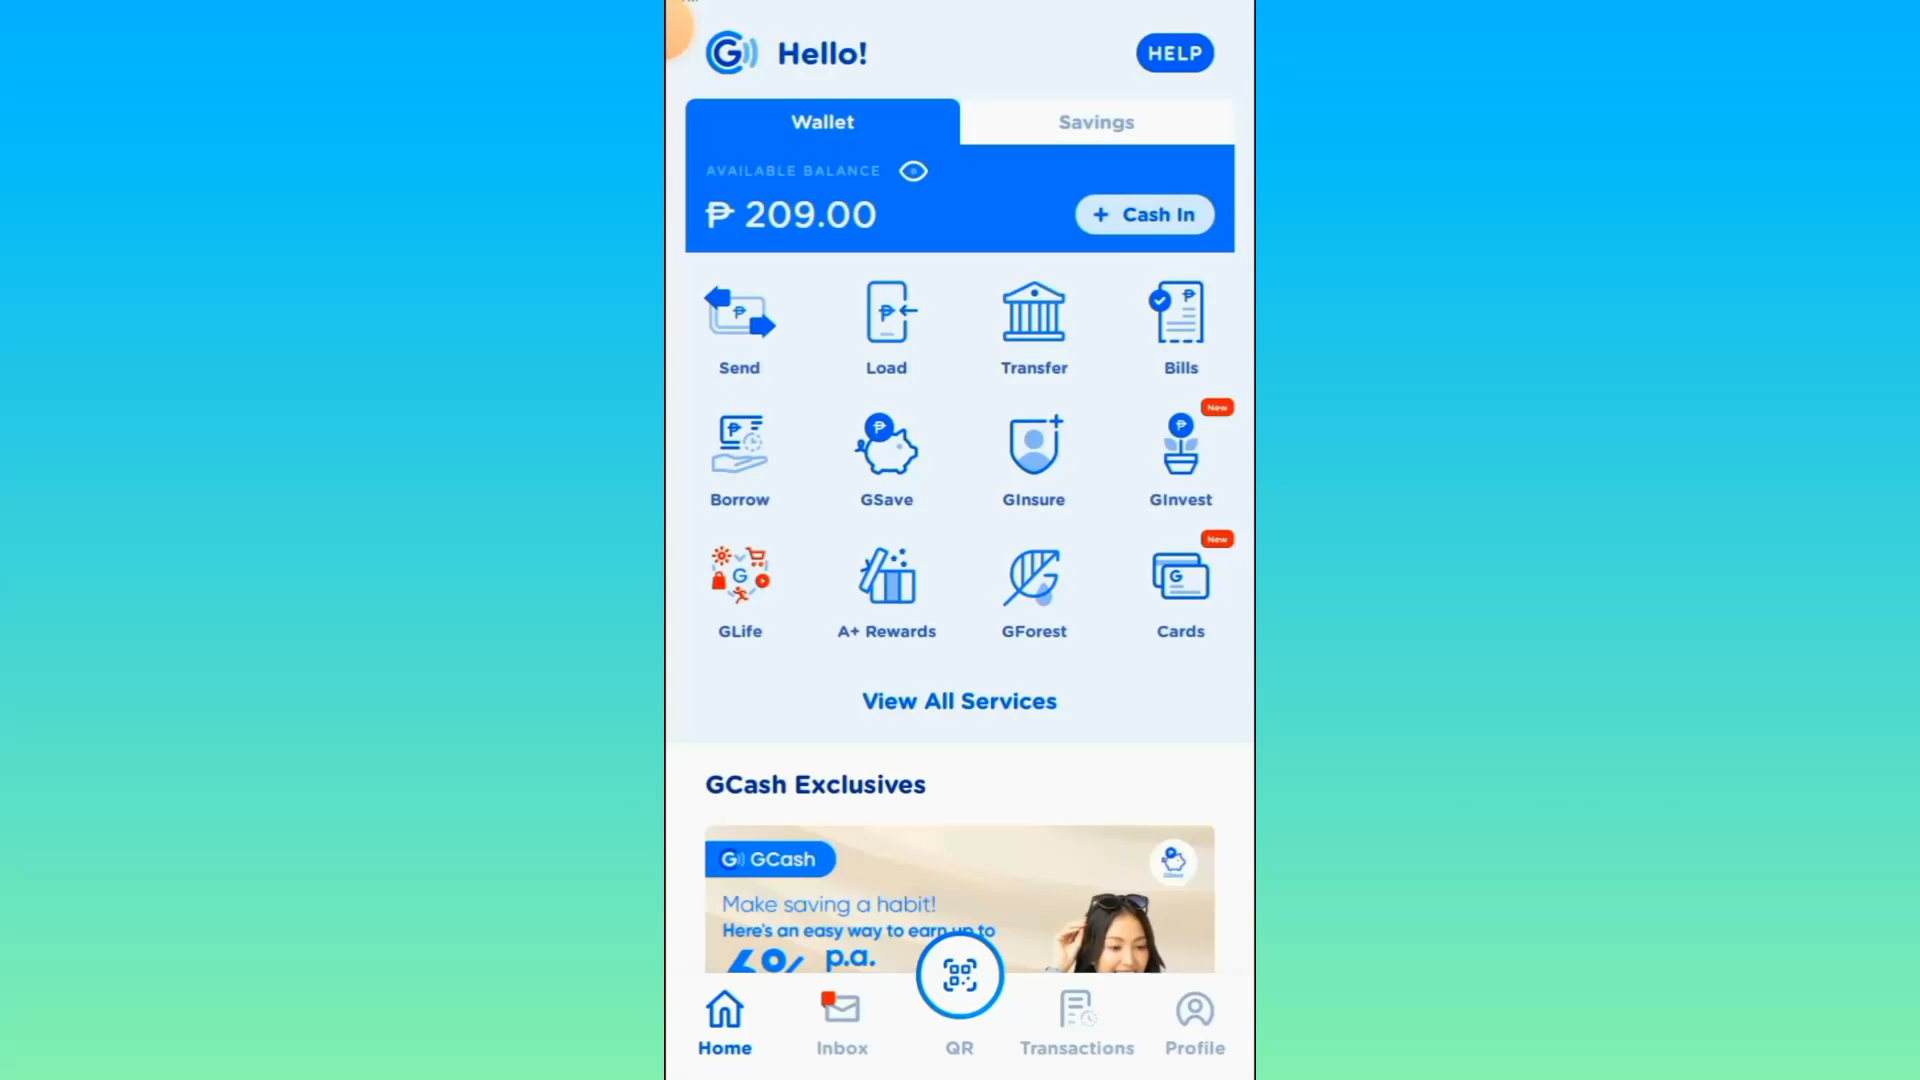 Hello!
HELP
Wallet
Savings
AVAILABLE BALANCE
₱ 209.00
+ Cash In
Send
Load
Transfer
Bills
New
Borrow
GSave
GInsure
GInvest
New
GLife
A+ Rewards
GForest
Cards
View All Services
GCash Exclusives
G GCash
Make saving a habit!
Here's an easy way to earn up to
6% p.a.
Home
Inbox
QR
Transactions
Profile